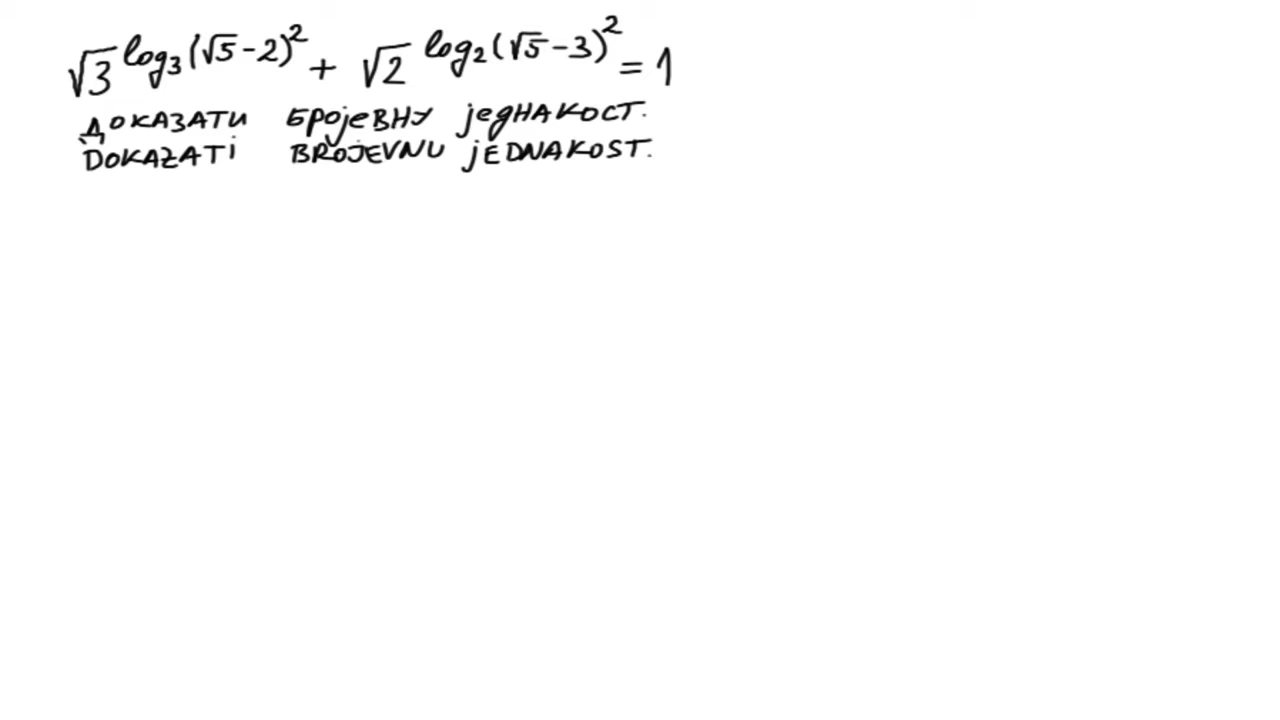 √3^log₃(√5-2)² + √2^log₂(√5-3)² = 1
ДОКАЗАТИ БРОЈЕВНУ ЈЕДНАКОСТ.
DOKAZATI BROJEVNU JEDNAKOST.